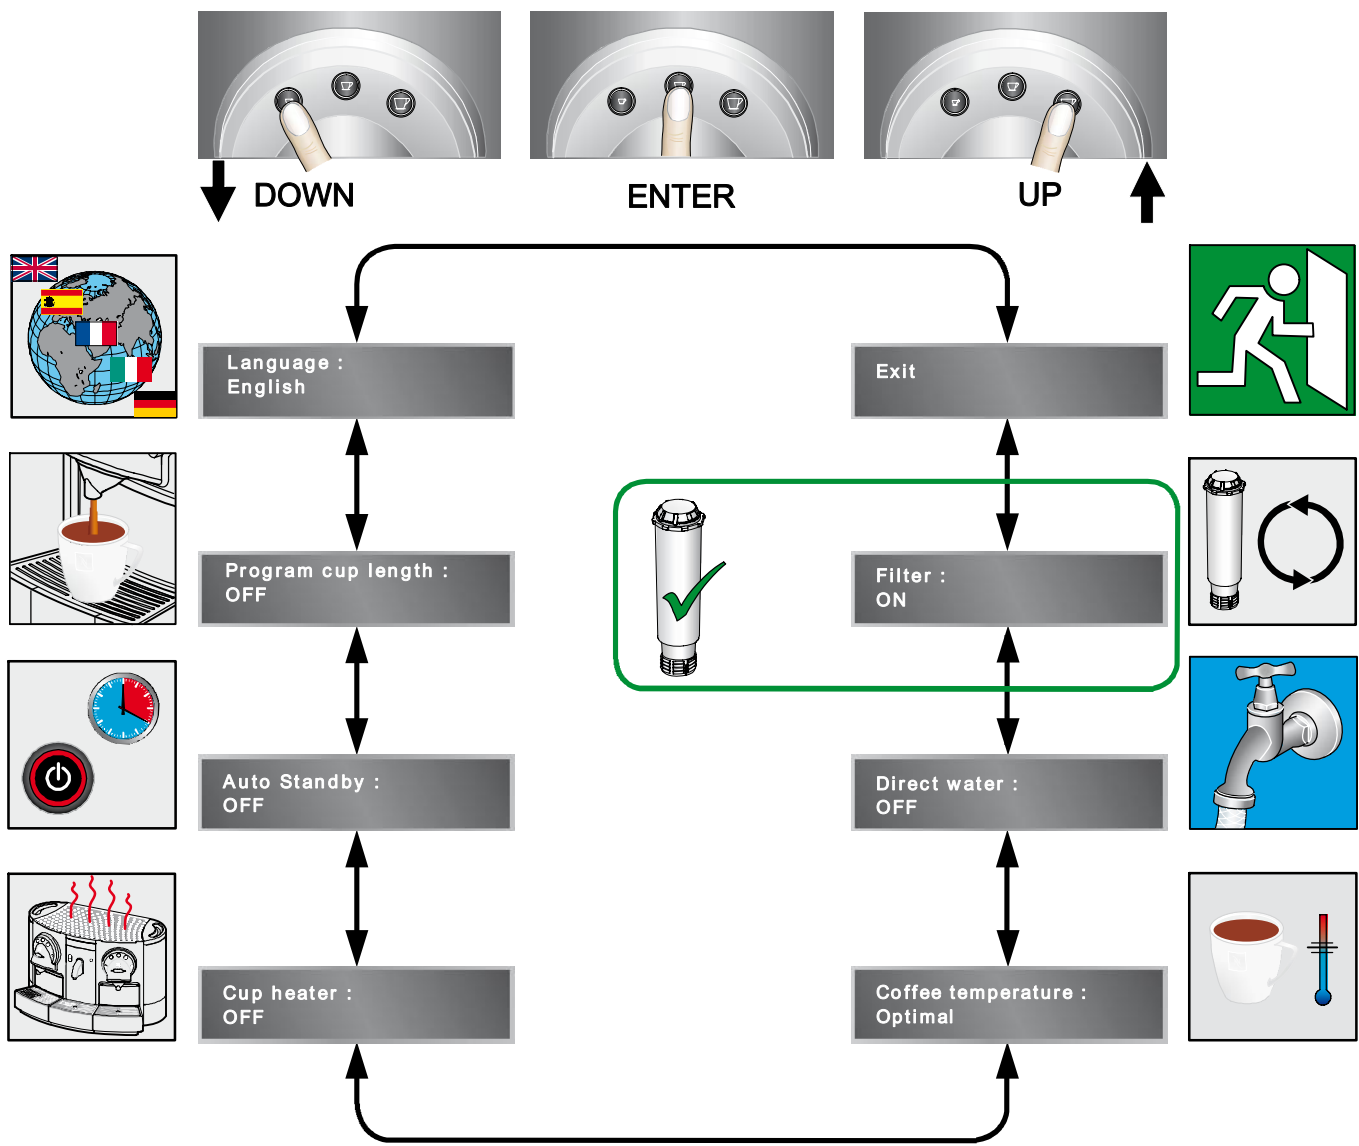 DOWN
ENTER
UP
Language :
English
Exit
Program cup length :
OFF
Filter :
ON
Auto Standby :
OFF
Direct water :
OFF
Cup heater :
OFF
Coffee temperature :
Optimal